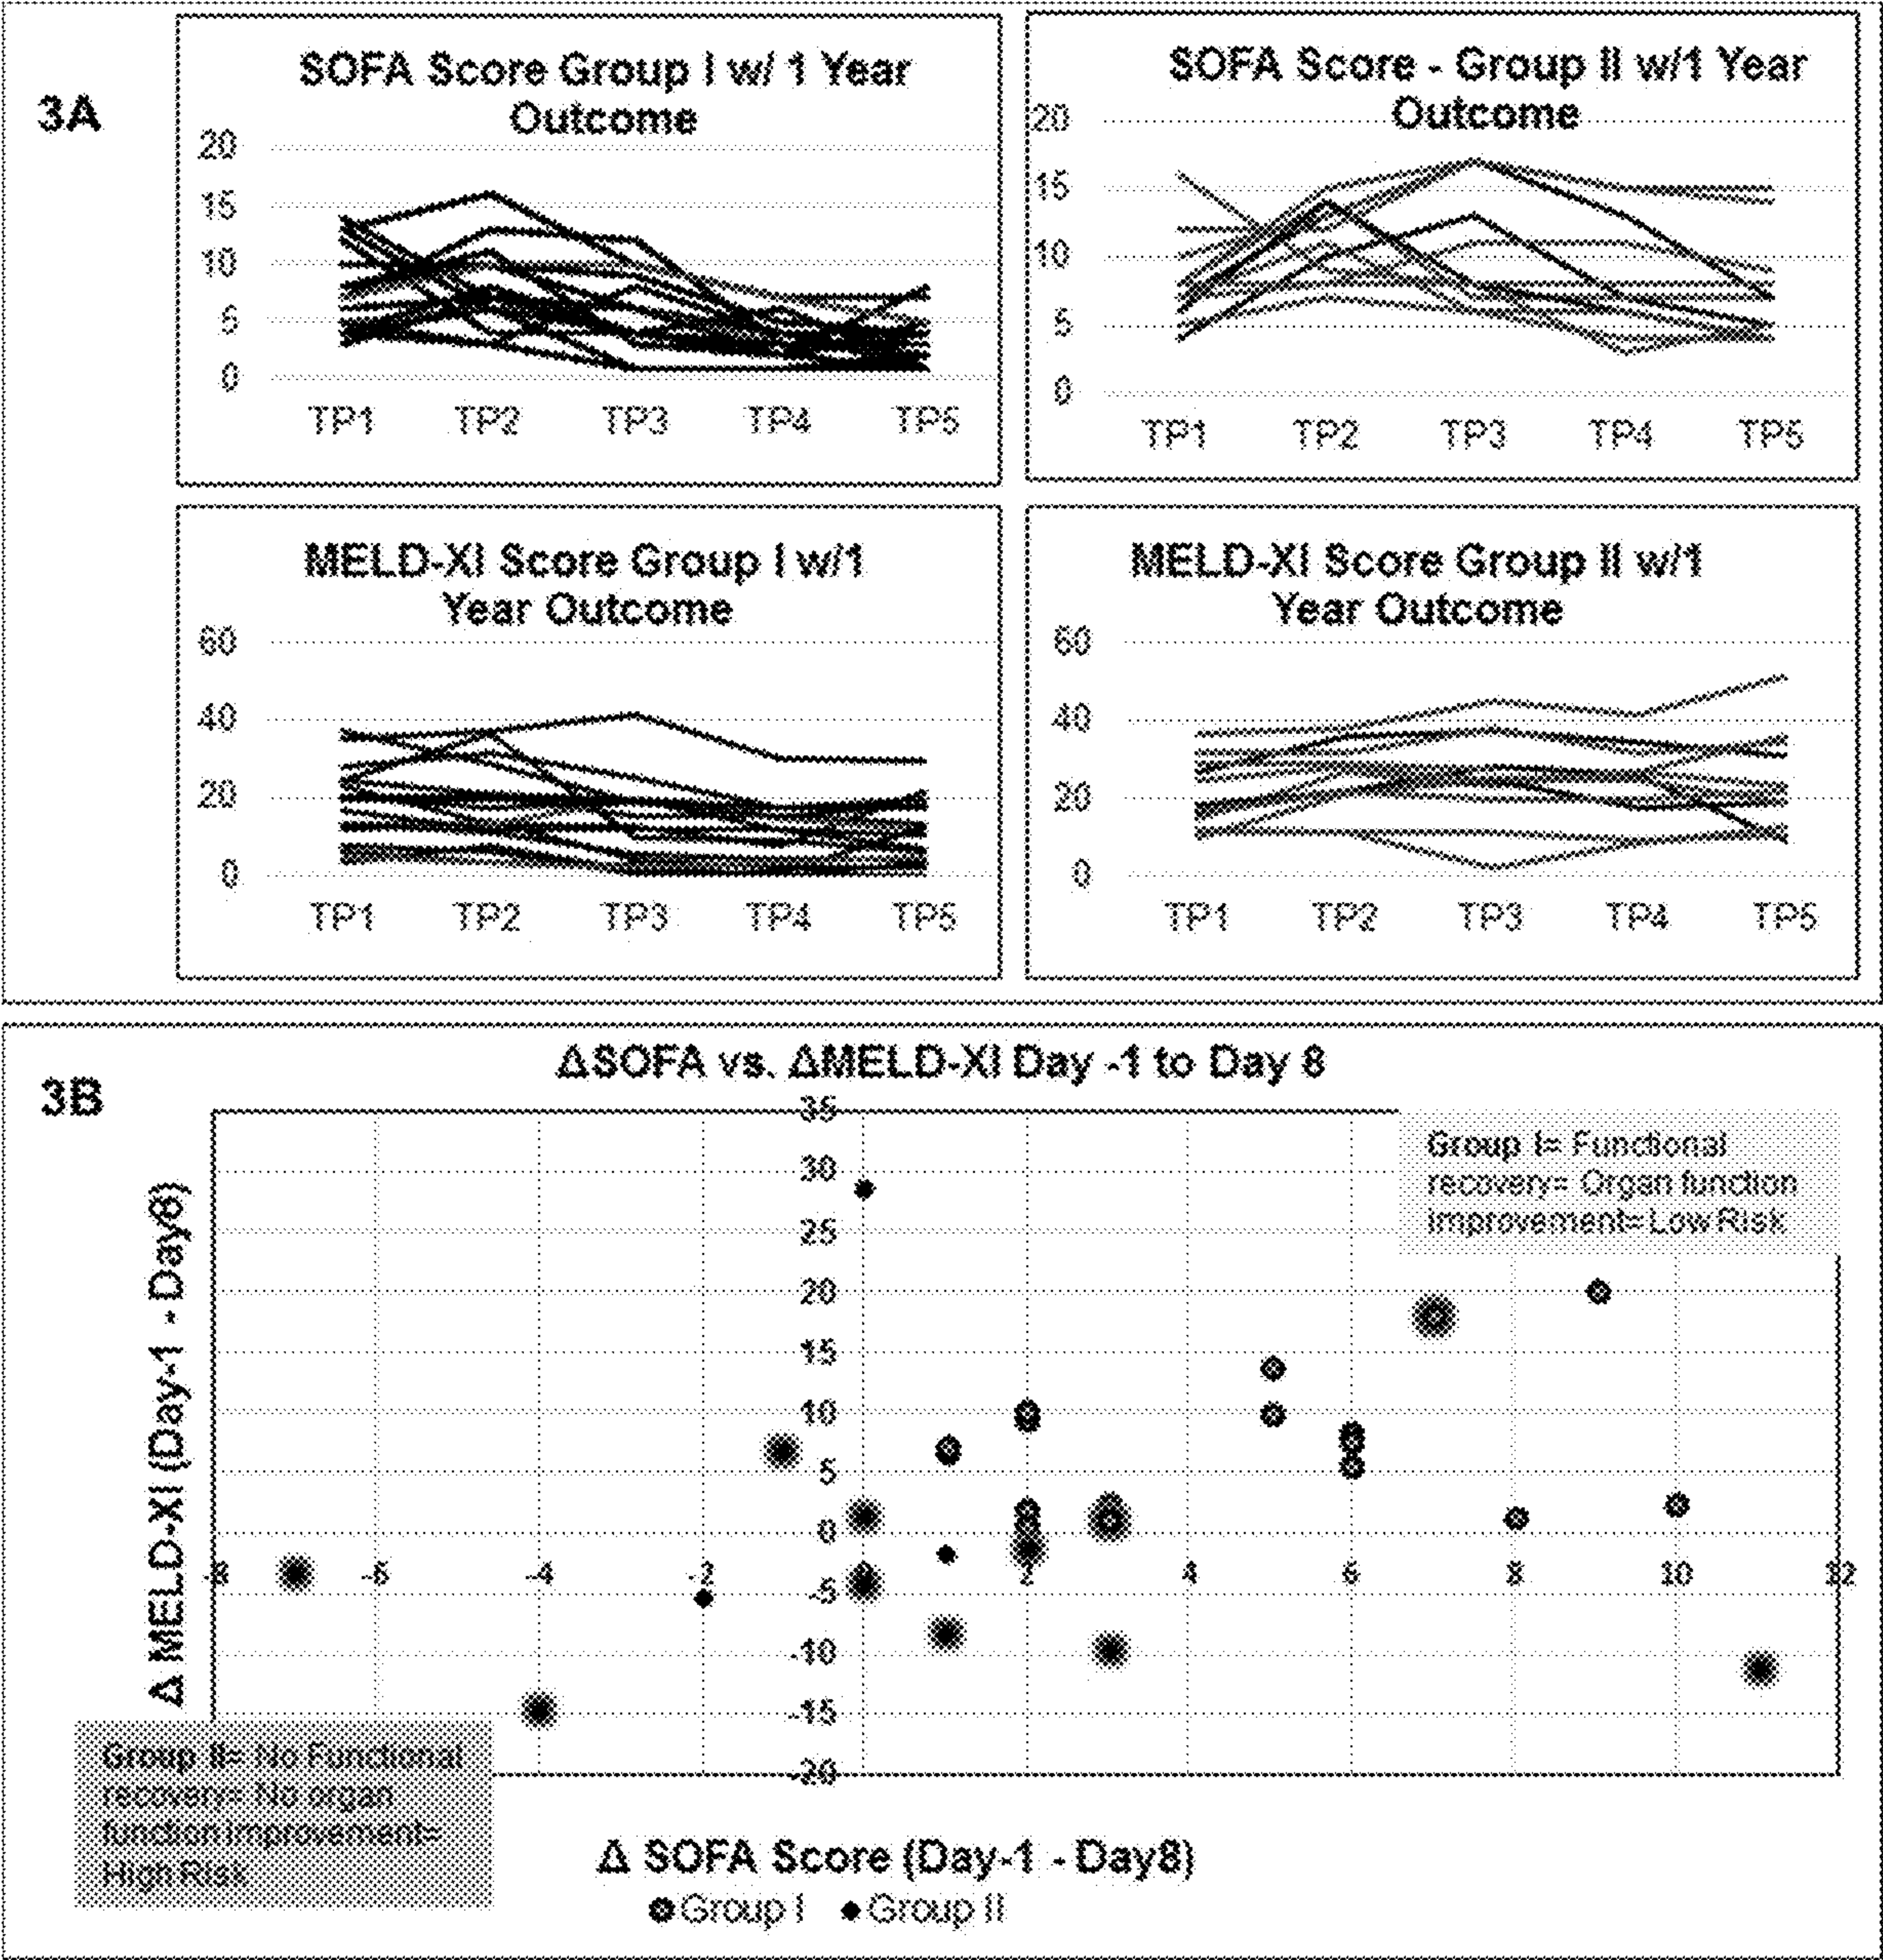 3A
SOFA Score Group I w/ 1 Year
Outcome
20
15
10
5
0
TP1 TP2 TP3 TP4 TP5
SOFA Score - Group II w/1 Year
Outcome
20
15
10
5
0
TP1 TP2 TP3 TP4 TP5
MELD-XI Score Group I w/1
Year Outcome
60
40
20
0
TP1 TP2 TP3 TP4 TP5
MELD-XI Score Group II w/1
Year Outcome
60
40
20
0
TP1 TP2 TP3 TP4 TP5
3B
ΔSOFA vs. ΔMELD-XI Day -1 to Day 8
Δ MELD-XI (Day-1 - Day8)
35
30
25
20
15
10
5
0
-5
-10
-15
-20
-8 -6 -4 -2 0 2 4 6 8 10 12
Group I= Functional
recovery= Organ function
improvement= Low Risk
Group II= No Functional
recovery= No organ
function improvement=
High Risk
Δ SOFA Score (Day-1 - Day8)
Group I Group II